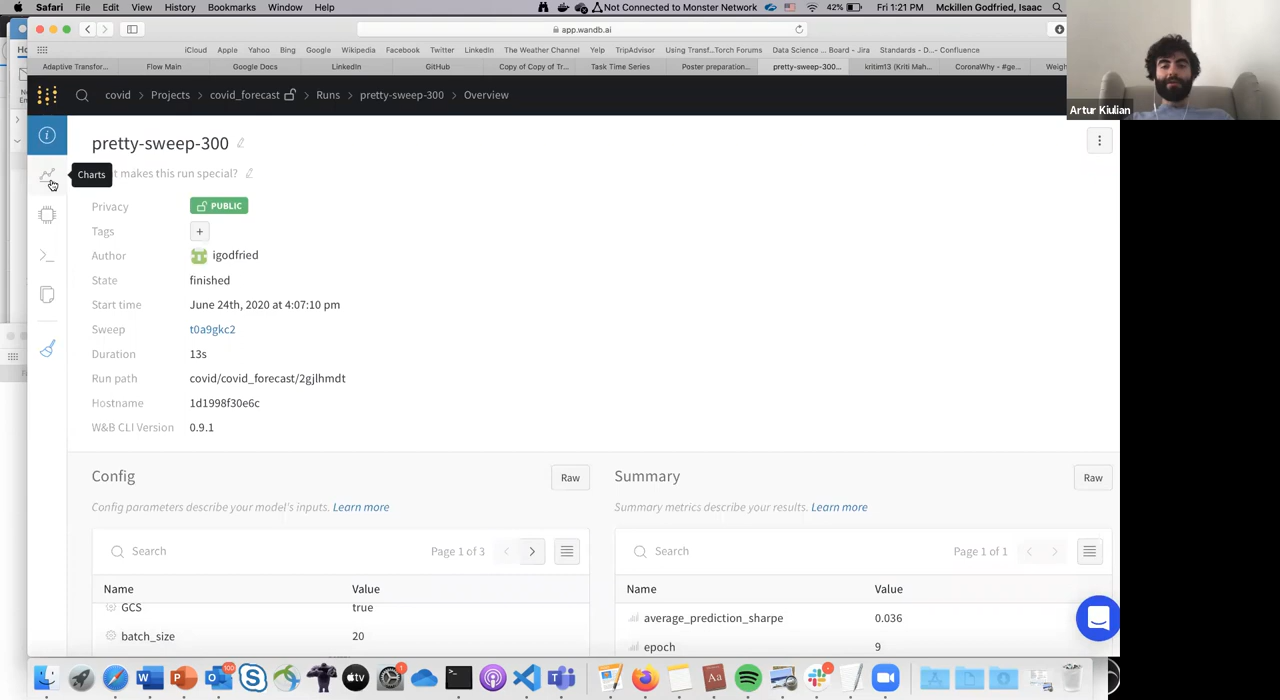 Safari File Edit View History Bookmarks Window Help Not Connected to Monster Network 42% Fri 1:21 PM Mckillen Godfried, Isaac
app.wandb.ai
iCloud Apple Yahoo Bing Google Wikipedia Facebook Twitter LinkedIn The Weather Channel Yelp TripAdvisor Using Transf...Torch Forums Data Science ... Board - Jira Standards - D...- Confluence
Adaptive Transfor... Flow Main Google Docs LinkedIn GitHub Copy of Copy of Tr... Task Time Series Poster preparation... pretty-sweep-300... kritim13 (Kriti Mah... CoronaWhy - #ge... Weigh
Artur Kiulian
covid > Projects > covid_forecast > Runs > pretty-sweep-300 > Overview
pretty-sweep-300
Charts
t makes this run special?
Privacy PUBLIC
Tags +
Author igodfried
State finished
Start time June 24th, 2020 at 4:07:10 pm
Sweep t0a9gkc2
Duration 13s
Run path covid/covid_forecast/2gjlhmdt
Hostname 1d1998f30e6c
W&B CLI Version 0.9.1
Config Raw Summary Raw
Config parameters describe your model's inputs. Learn more Summary metrics describe your results. Learn more
Search Page 1 of 3 Search Page 1 of 1
Name Value Name Value
GCS true
average_prediction_sharpe 0.036
batch_size 20
epoch 9
100
1